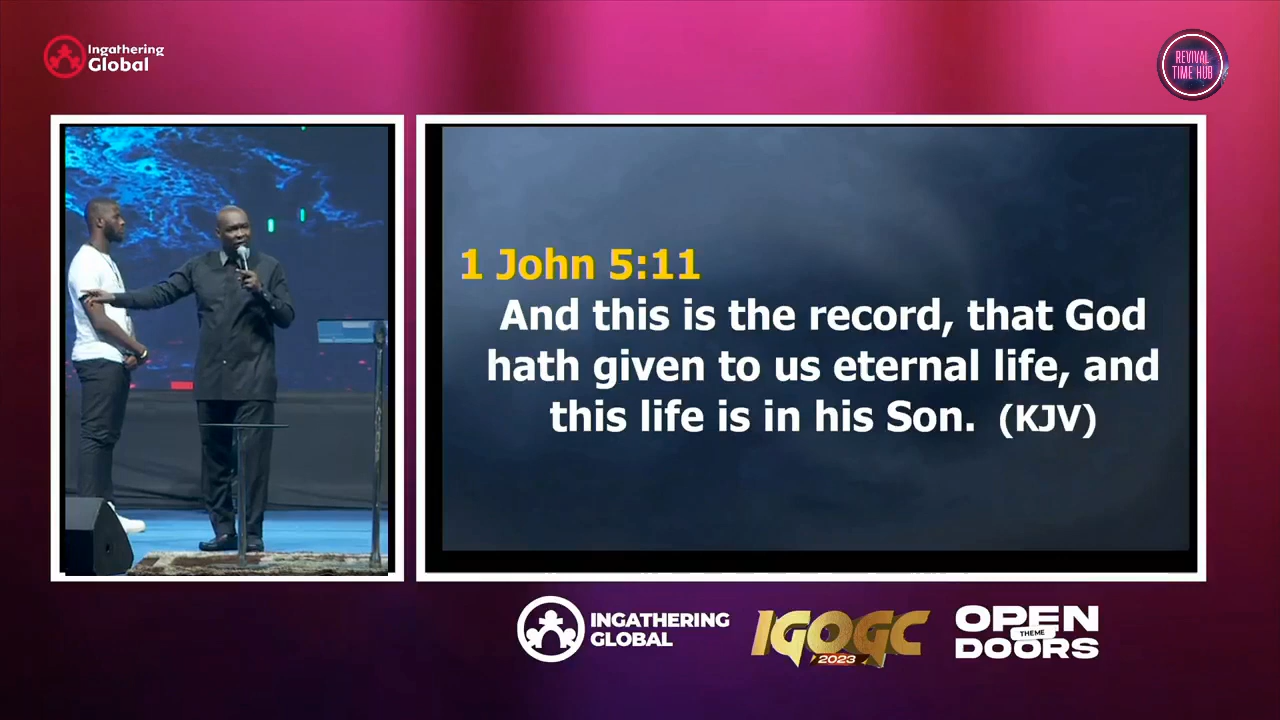 Ingathering
Global
REVIVAL
TIME HUB
1 John 5:11
And this is the record, that God
hath given to us eternal life, and
this life is in his Son. (KJV)
INGATHERING
GLOBAL
IGOGC
2023
OPEN
THEME
DOORS